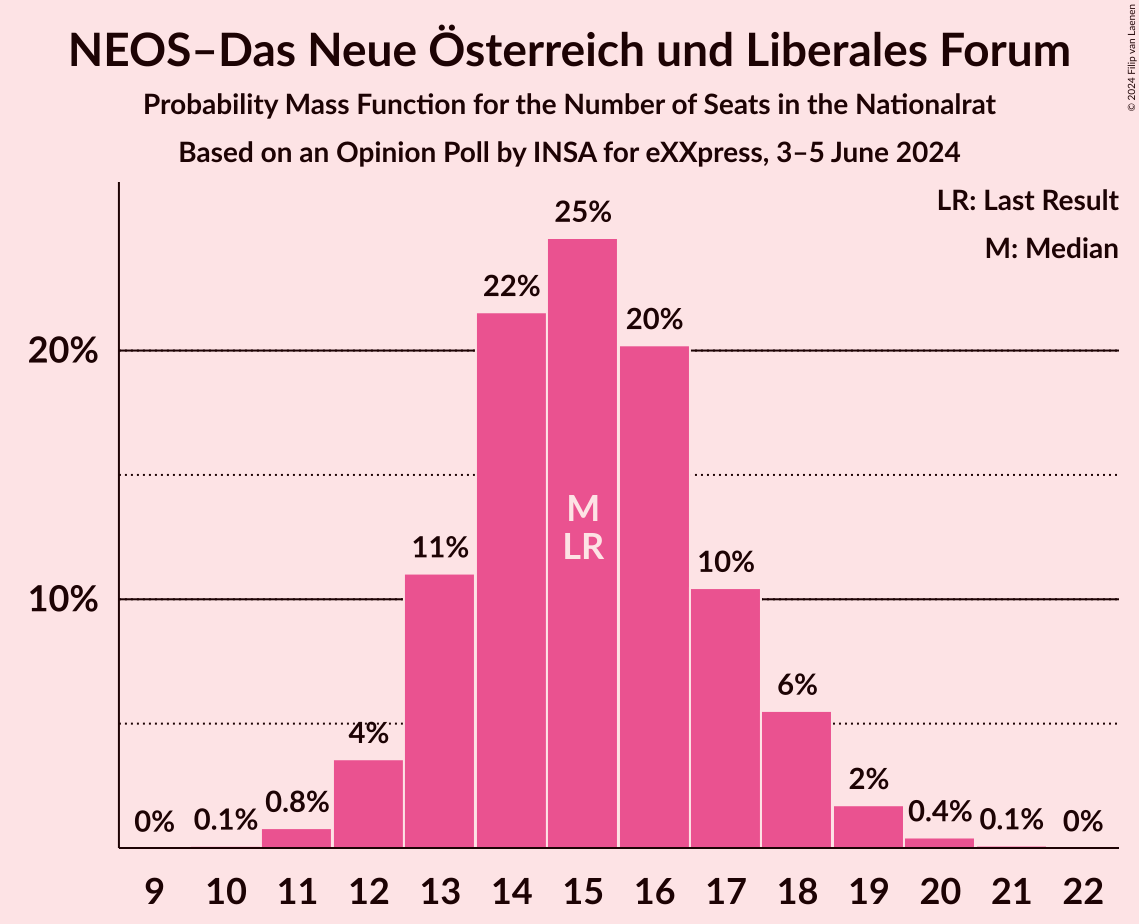 NEOS–Das Neue Österreich und Liberales Forum
Probability Mass Function for the Number of Seats in the Nationalrat
Based on an Opinion Poll by INSA for eXXpress, 3–5 June 2024
© 2024 Filip van Laenen
LR: Last Result
M: Median
20%
10%
0%
0.1%
0.8%
4%
11%
22%
25%
20%
10%
6%
2%
0.4%
0.1%
0%
M
LR
9 10 11 12 13 14 15 16 17 18 19 20 21 22